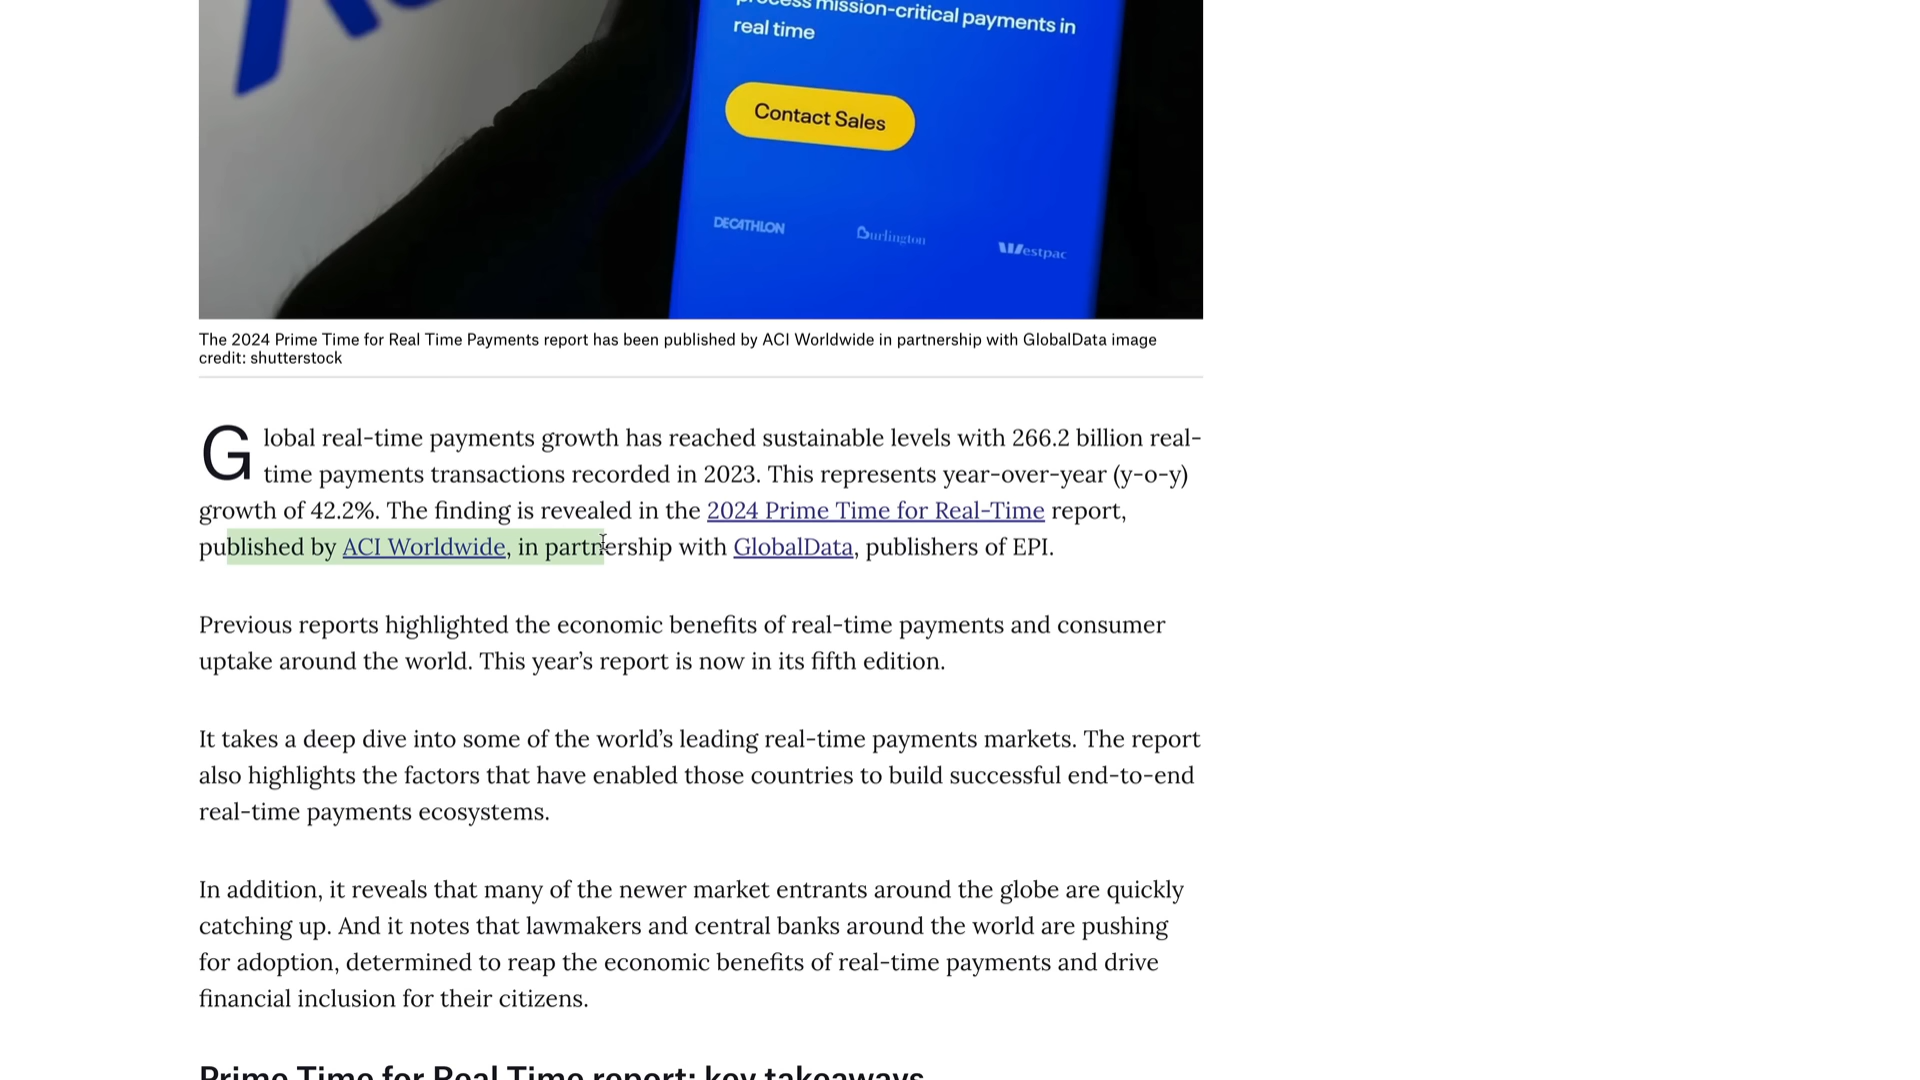 process mission-critical payments in
real time
Contact Sales
DECATHLON
Burlington
Westpac
The 2024 Prime Time for Real Time Payments report has been published by ACI Worldwide in partnership with GlobalData image
credit: shutterstock
Global real-time payments growth has reached sustainable levels with 266.2 billion real-
time payments transactions recorded in 2023. This represents year-over-year (y-o-y)
growth of 42.2%. The finding is revealed in the 2024 Prime Time for Real-Time report,
published by ACI Worldwide, in partnership with GlobalData, publishers of EPI.
Previous reports highlighted the economic benefits of real-time payments and consumer
uptake around the world. This year’s report is now in its fifth edition.
It takes a deep dive into some of the world’s leading real-time payments markets. The report
also highlights the factors that have enabled those countries to build successful end-to-end
real-time payments ecosystems.
In addition, it reveals that many of the newer market entrants around the globe are quickly
catching up. And it notes that lawmakers and central banks around the world are pushing
for adoption, determined to reap the economic benefits of real-time payments and drive
financial inclusion for their citizens.
Prime Time for Real Time report: key takeaways